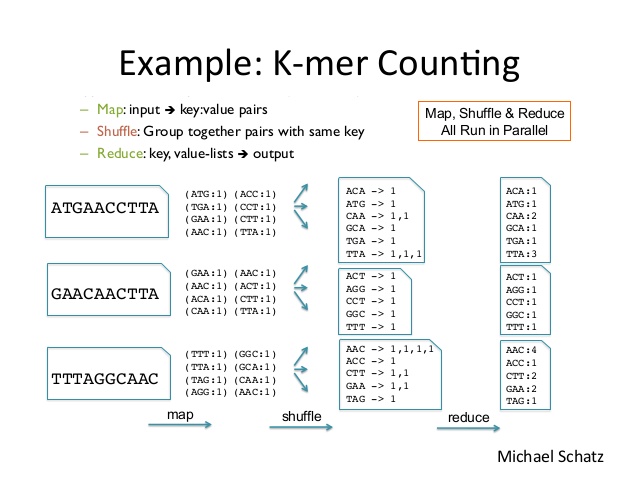 Example: K-mer Counting
– Map: input ➔ key:value pairs
– Shuffle: Group together pairs with same key
– Reduce: key, value-lists ➔ output
Map, Shuffle & Reduce
All Run in Parallel
ATGAACCTTA
(ATG:1) (ACC:1)
(TGA:1) (CCT:1)
(GAA:1) (CTT:1)
(AAC:1) (TTA:1)
ACA -> 1
ATG -> 1
CAA -> 1,1
GCA -> 1
TGA -> 1
TTA -> 1,1,1
ACA:1
ATG:1
CAA:2
GCA:1
TGA:1
TTA:3
GAACAACTTA
(GAA:1) (AAC:1)
(AAC:1) (ACT:1)
(ACA:1) (CTT:1)
(CAA:1) (TTA:1)
ACT -> 1
AGG -> 1
CCT -> 1
GGC -> 1
TTT -> 1
ACT:1
AGG:1
CCT:1
GGC:1
TTT:1
TTTAGGCAAC
(TTT:1) (GGC:1)
(TTA:1) (GCA:1)
(TAG:1) (CAA:1)
(AGG:1) (AAC:1)
AAC -> 1,1,1,1
ACC -> 1
CTT -> 1,1
GAA -> 1,1
TAG -> 1
AAC:4
ACC:1
CTT:2
GAA:2
TAG:1
map
shuffle
reduce
Michael Schatz